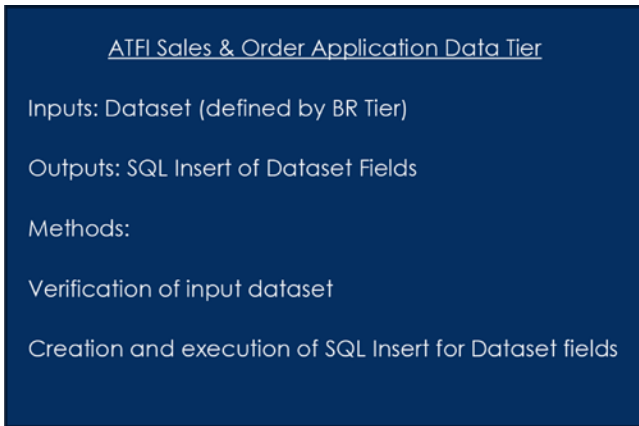 ATFI Sales & Order Application Data Tier
Inputs: Dataset (defined by BR Tier)
Outputs: SQL Insert of Dataset Fields
Methods:
Verification of input dataset
Creation and execution of SQL Insert for Dataset fields